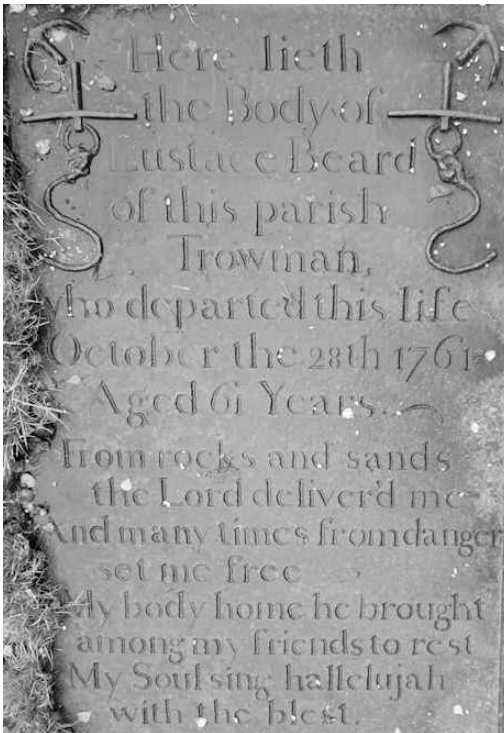 Here lieth
the Body of
Eustace Beard
of this parish
Trowman,
who departed this life
October the 28th 1761
Aged 61 Years.
From rocks and sands
the Lord deliver'd me
And many times from danger
set me free
My body home he brought
among my friends to rest
My Soul sing hallelujah
with the blest.